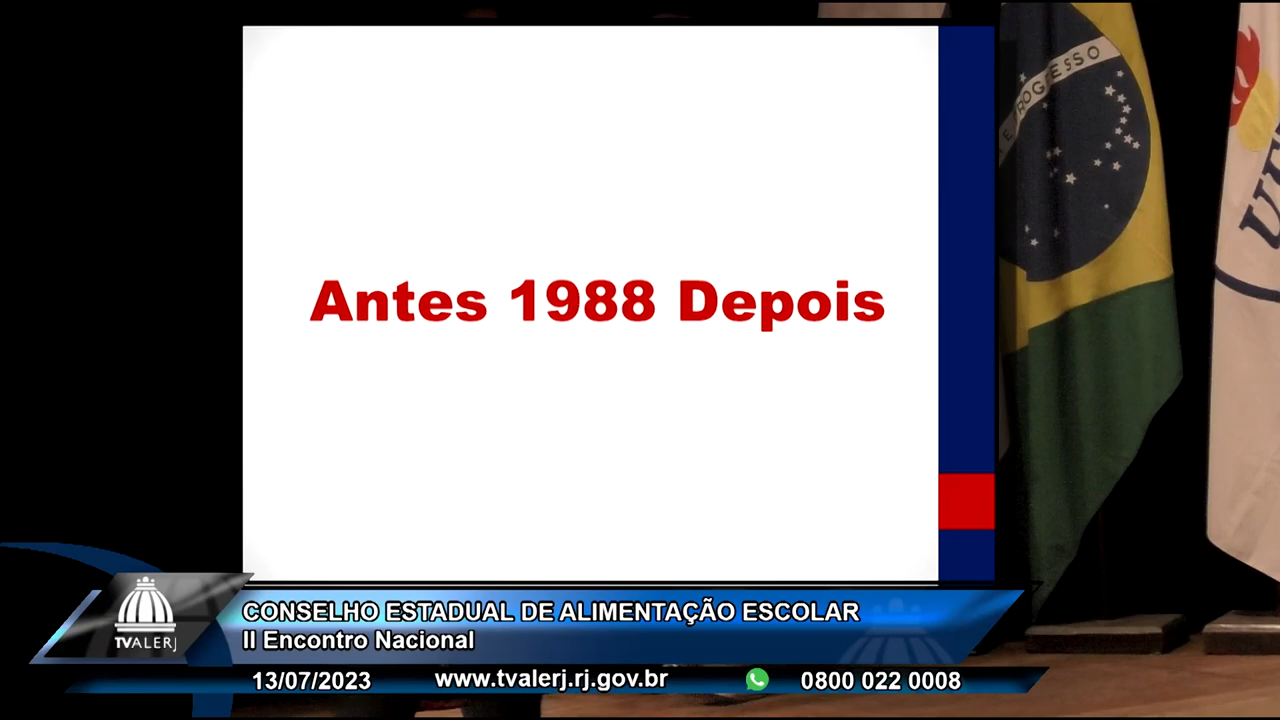 PROGRESSO
Antes 1988 Depois
CONSELHO ESTADUAL DE ALIMENTAÇÃO ESCOLAR
II Encontro Nacional
TVALERJ
13/07/2023 www.tvalerj.rj.gov.br 0800 022 0008